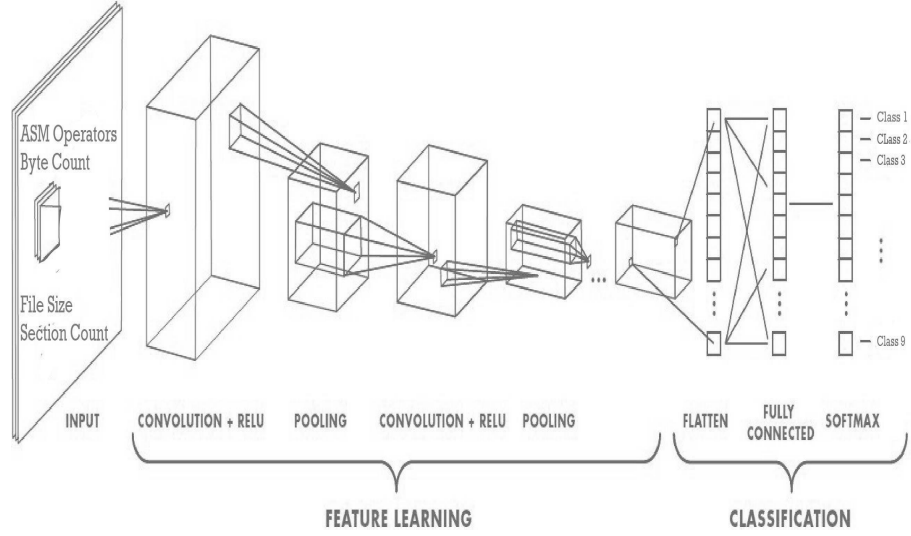 ASM Operators
Byte Count
File Size
Section Count
Class 1
CLass 2
Class 3
Class 9
INPUT
CONVOLUTION + RELU
POOLING
CONVOLUTION + RELU
POOLING
FLATTEN
FULLY
CONNECTED
SOFTMAX
FEATURE LEARNING
CLASSIFICATION